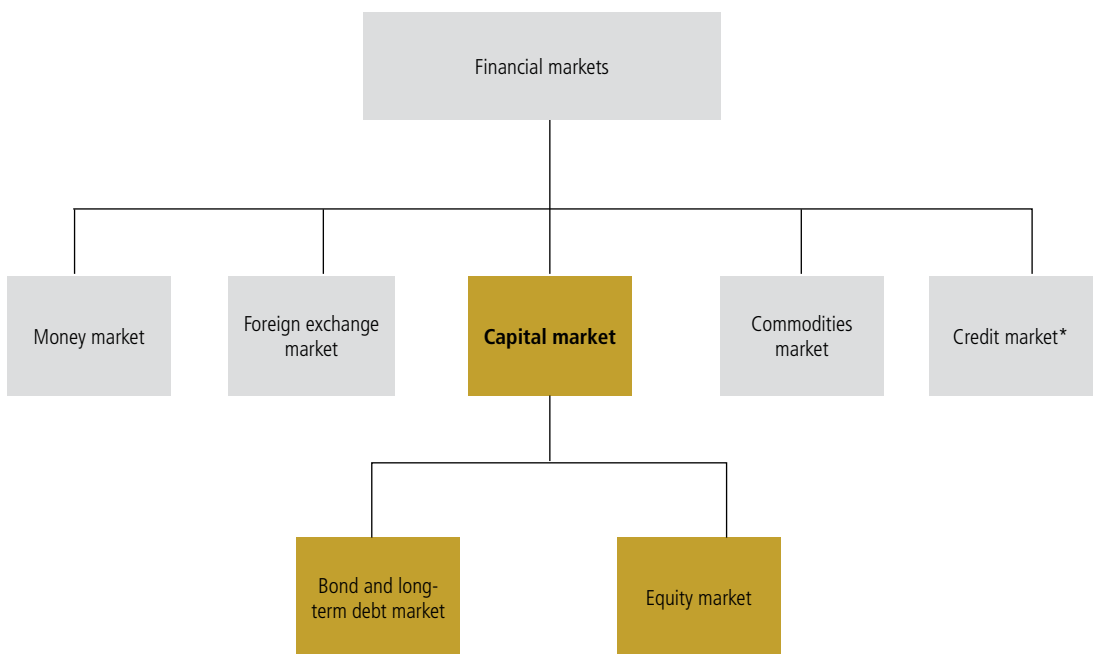 Financial markets
Money market
Foreign exchange
market
Capital market
Commodities
market
Credit market*
Bond and long-
term debt market
Equity market